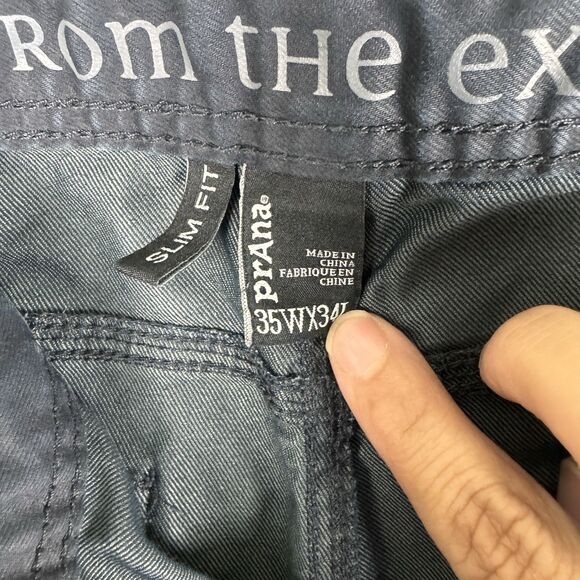 ROM tHE EX
SLIM FIT
prAna®
MADE IN
CHINA
FABRIQUE EN
CHINE
35WX34L